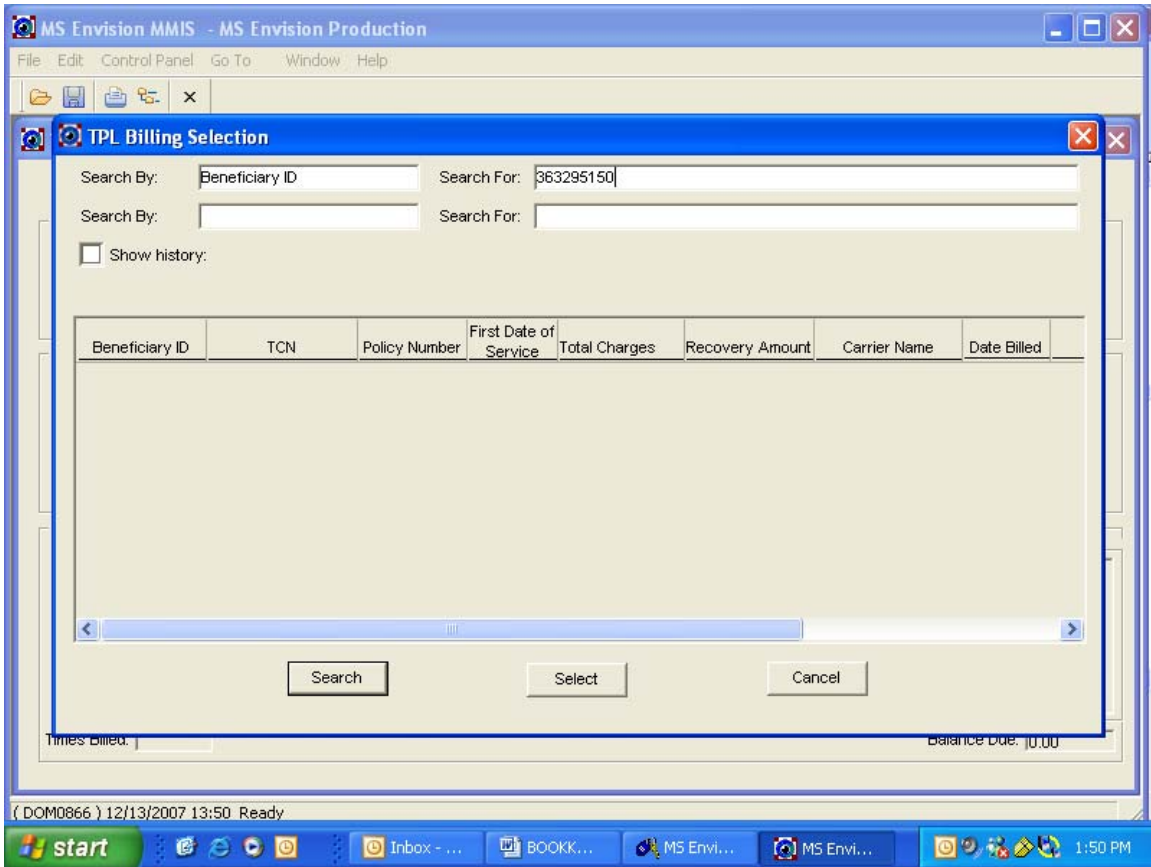 MS Envision MMIS - MS Envision Production
File Edit Control Panel Go To Window Help
TPL Billing Selection
Search By: Beneficiary ID Search For: 363295150
Search By: Search For:
Show history:
Beneficiary ID TCN Policy Number First Date of Service Total Charges Recovery Amount Carrier Name Date Billed
Search Select Cancel
Times Billed: Balance Due: 0.00
( DOM0866 ) 12/13/2007 13:50 Ready
start Inbox - ... BOOKK... MS Envi... MS Envi... 1:50 PM